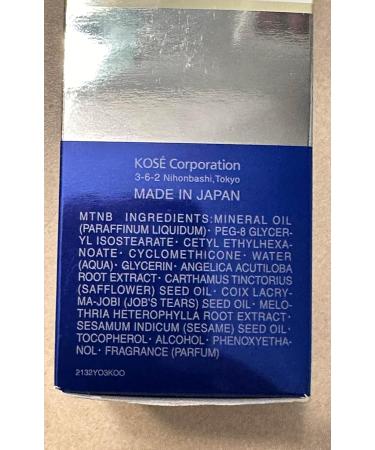 KOSÉ Corporation
3-6-2 Nihonbashi,Tokyo
MADE IN JAPAN
MTNB INGREDIENTS:MINERAL OIL
(PARAFFINUM LIQUIDUM)· PEG-8 GLYCER-
YL ISOSTEARATE· CETYL ETHYLHEXA-
NOATE· CYCLOMETHICONE· WATER
(AQUA)· GLYCERIN· ANGELICA ACUTILOBA
ROOT EXTRACT· CARTHAMUS TINCTORIUS
(SAFFLOWER) SEED OIL· COIX LACRY-
MA-JOBI (JOB'S TEARS) SEED OIL· MELO-
THRIA HETEROPHYLLA ROOT EXTRACT·
SESAMUM INDICUM (SESAME) SEED OIL·
TOCOPHEROL· ALCOHOL· PHENOXYETHA-
NOL· FRAGRANCE (PARFUM)
2132YO3KOO